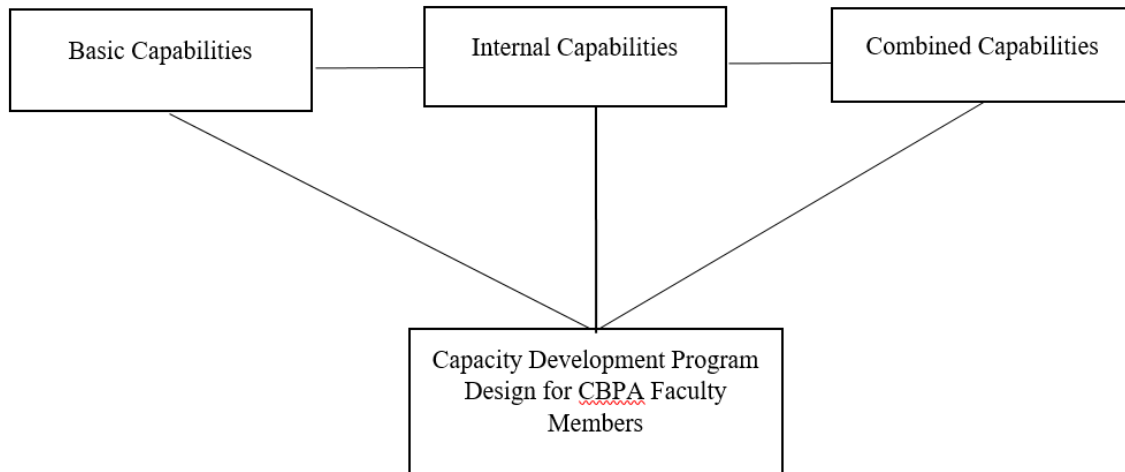 Basic Capabilities
Internal Capabilities
Combined Capabilities
Capacity Development Program
Design for CBPA Faculty
Members